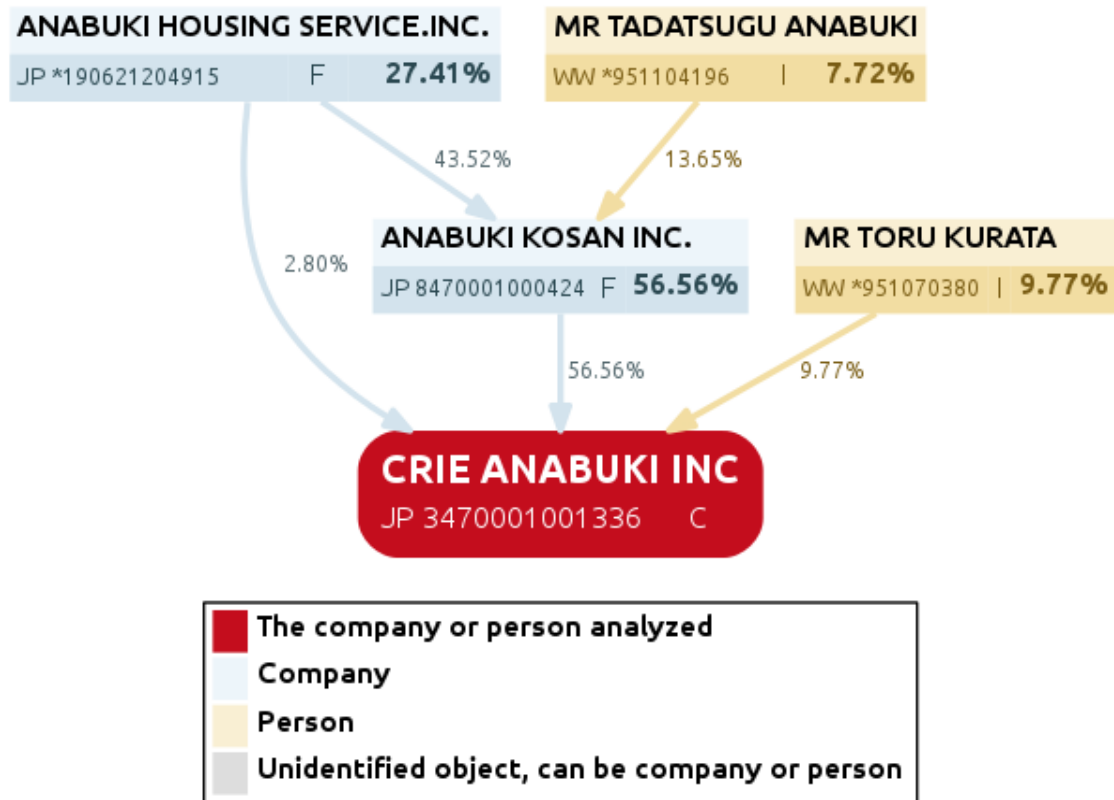 ANABUKI HOUSING SERVICE.INC.
JP *190621204915 F 27.41%
MR TADATSUGU ANABUKI
WW *951104196 I 7.72%
43.52%
13.65%
2.80%
ANABUKI KOSAN INC.
JP 8470001000424 F 56.56%
MR TORU KURATA
WW *951070380 I 9.77%
56.56%
9.77%
CRIE ANABUKI INC
JP 3470001001336 C
The company or person analyzed
Company
Person
Unidentified object, can be company or person